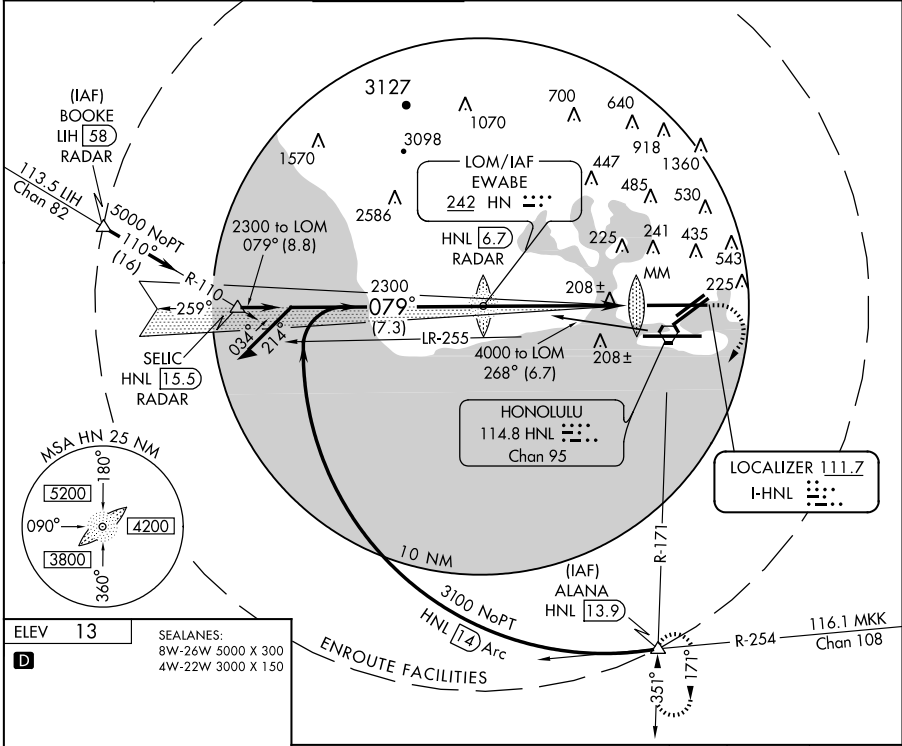 (IAF)
BOOKE
LIH 58
RADAR
113.5 LIH
Chan 82
5000 NoPT
110°
(16)
R-110
259°
2300 to LOM
079° (8.8)
034°
214°
SELIC
HNL 15.5
RADAR
3127
3098
1570
2586
1070
700
640
918
1360
447
485
530
225
241
435
543
225
LOM/IAF
EWABE
242 HN
HNL 6.7
RADAR
2300
079°
(7.3)
LR-255
208±
MM
208±
4000 to LOM
268° (6.7)
HONOLULU
114.8 HNL
Chan 95
LOCALIZER 111.7
I-HNL
R-171
MSA HN 25 NM
180°
5200
090°
4200
3800
360°
10 NM
3100 NoPT
HNL 14 Arc
(IAF)
ALANA
HNL 13.9
R-254
116.1 MKK
Chan 108
351°
171°
ENROUTE FACILITIES
ELEV 13
D
SEALANES:
8W-26W 5000 X 300
4W-22W 3000 X 150